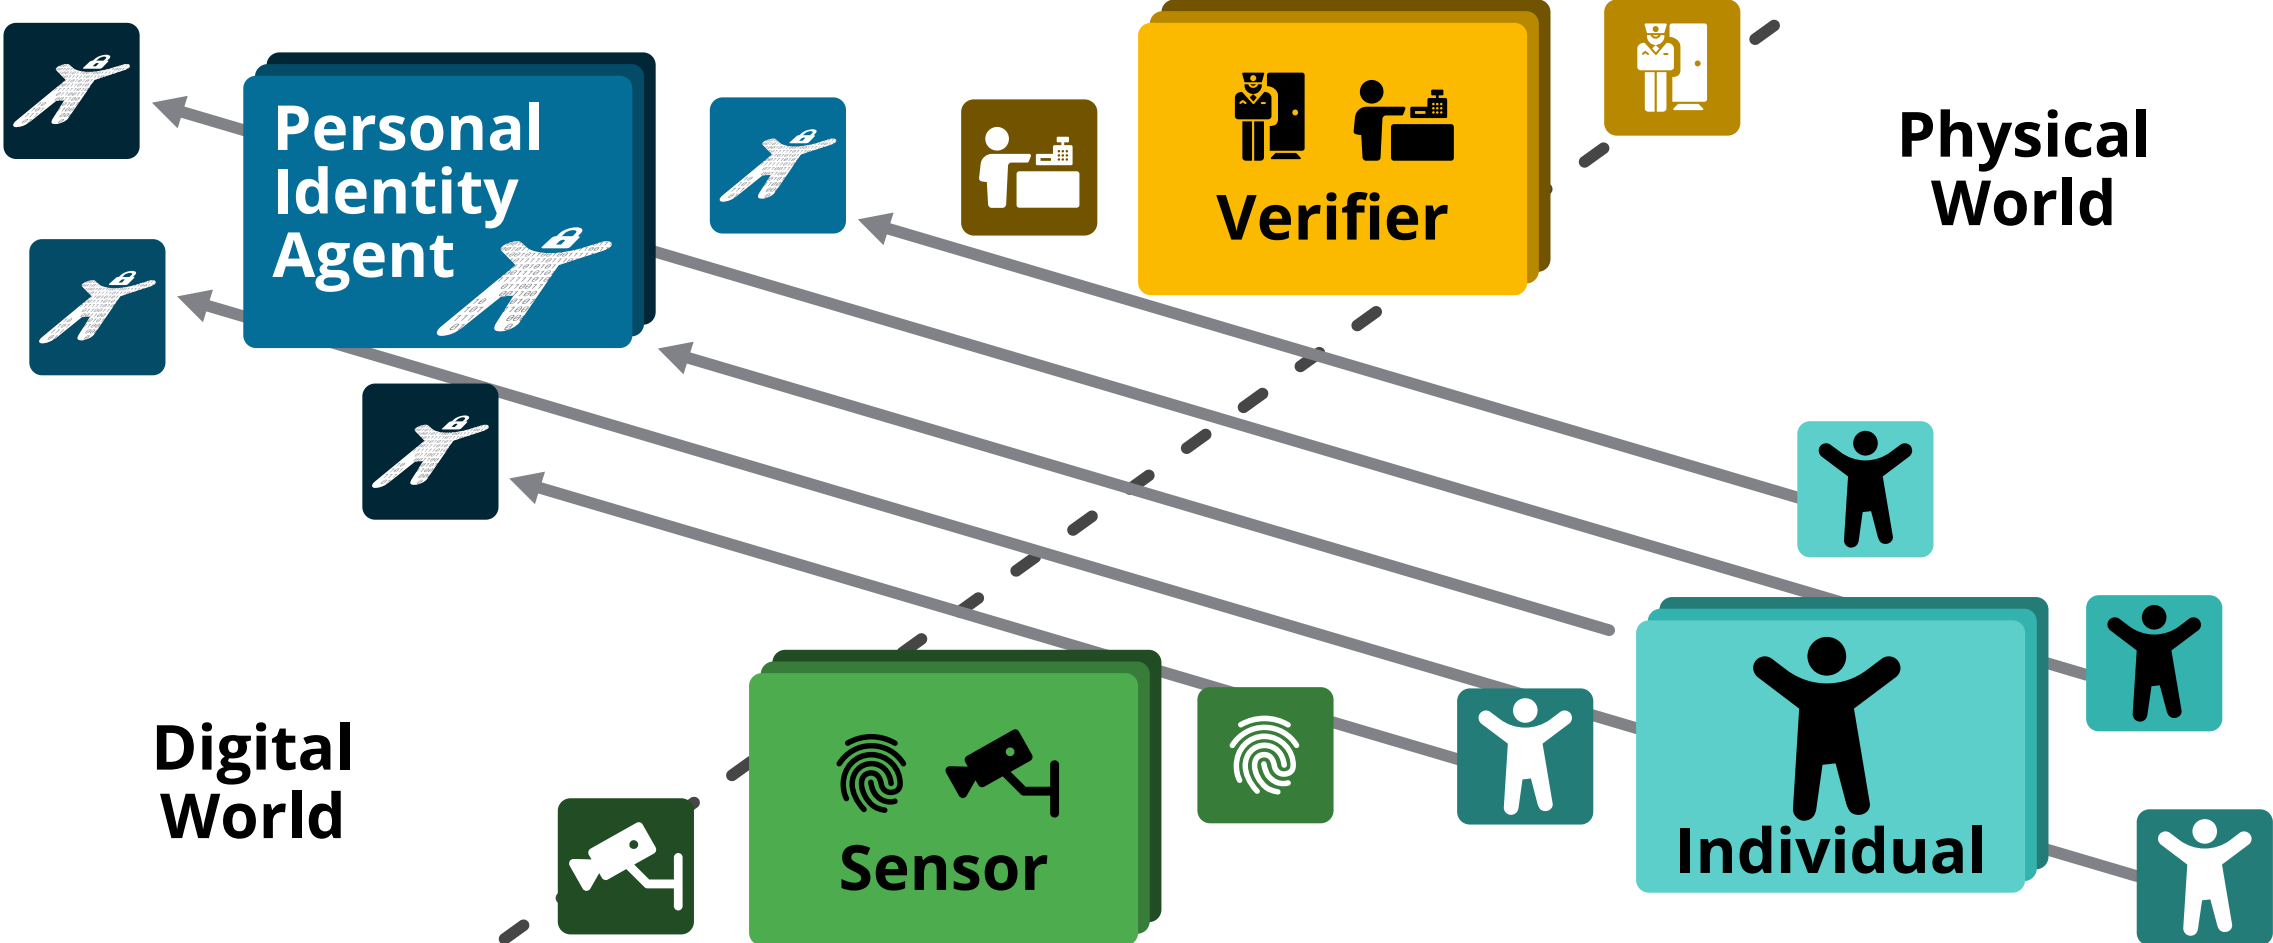 Personal
Identity
Agent
Verifier
Physical
World
Digital
World
Sensor
Individual